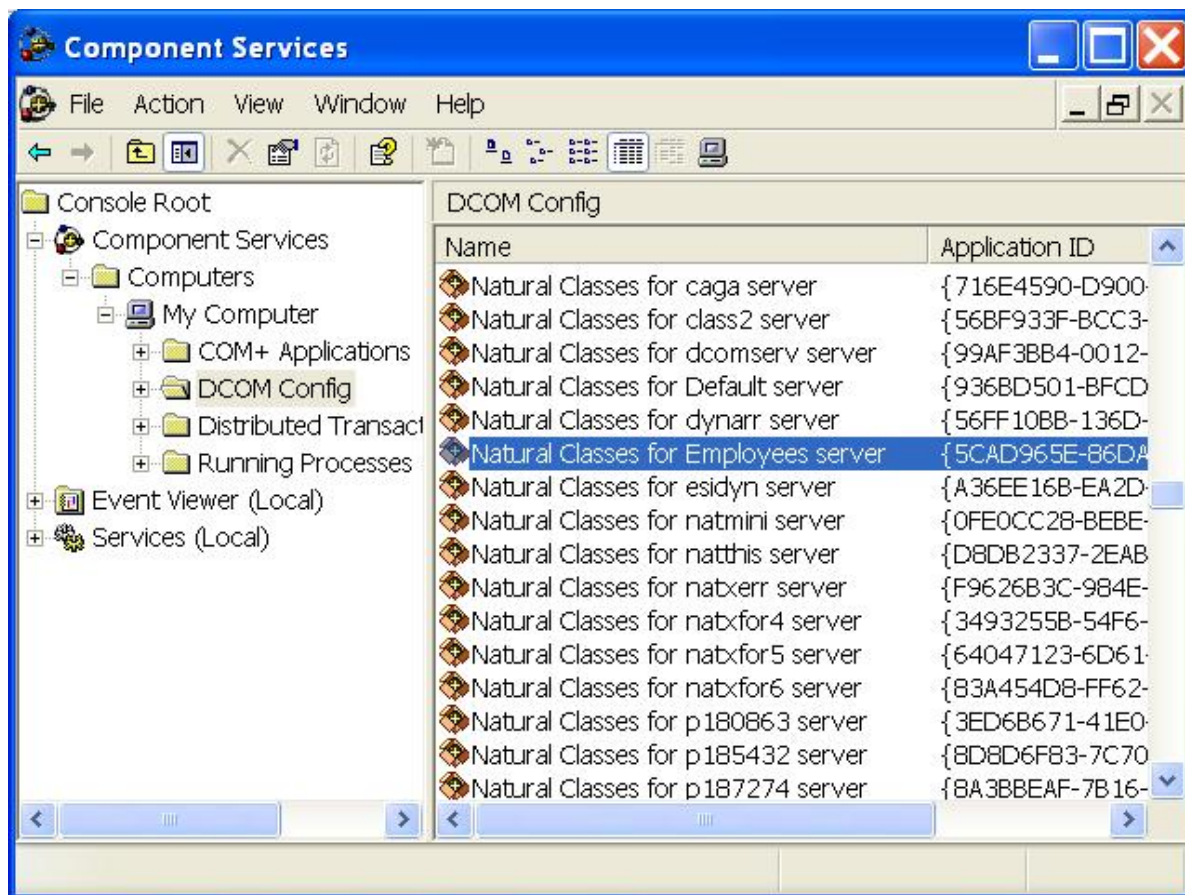 Component Services
File Action View Window Help
Console Root
Component Services
Computers
My Computer
COM+ Applications
DCOM Config
Distributed Transact
Running Processes
Event Viewer (Local)
Services (Local)
DCOM Config
Name Application ID
Natural Classes for caga server {716E4590-D900-
Natural Classes for class2 server {56BF933F-BCC3-
Natural Classes for dcomserv server {99AF3BB4-0012-
Natural Classes for Default server {936BD501-BFCD
Natural Classes for dynarr server {56FF10BB-136D-
Natural Classes for Employees server {5CAD965E-86DA
Natural Classes for esidyn server {A36EE16B-EA2D-
Natural Classes for natmini server {0FE0CC28-BEBE-
Natural Classes for natthis server {D8DB2337-2EAB
Natural Classes for natxerr server {F9626B3C-984E-
Natural Classes for natxfor4 server {3493255B-54F6-
Natural Classes for natxfor5 server {64047123-6D61-
Natural Classes for natxfor6 server {83A454D8-FF62-
Natural Classes for p180863 server {3ED6B671-41E0-
Natural Classes for p185432 server {8D8D6F83-7C70
Natural Classes for p187274 server {8A3BBEAF-7B16-